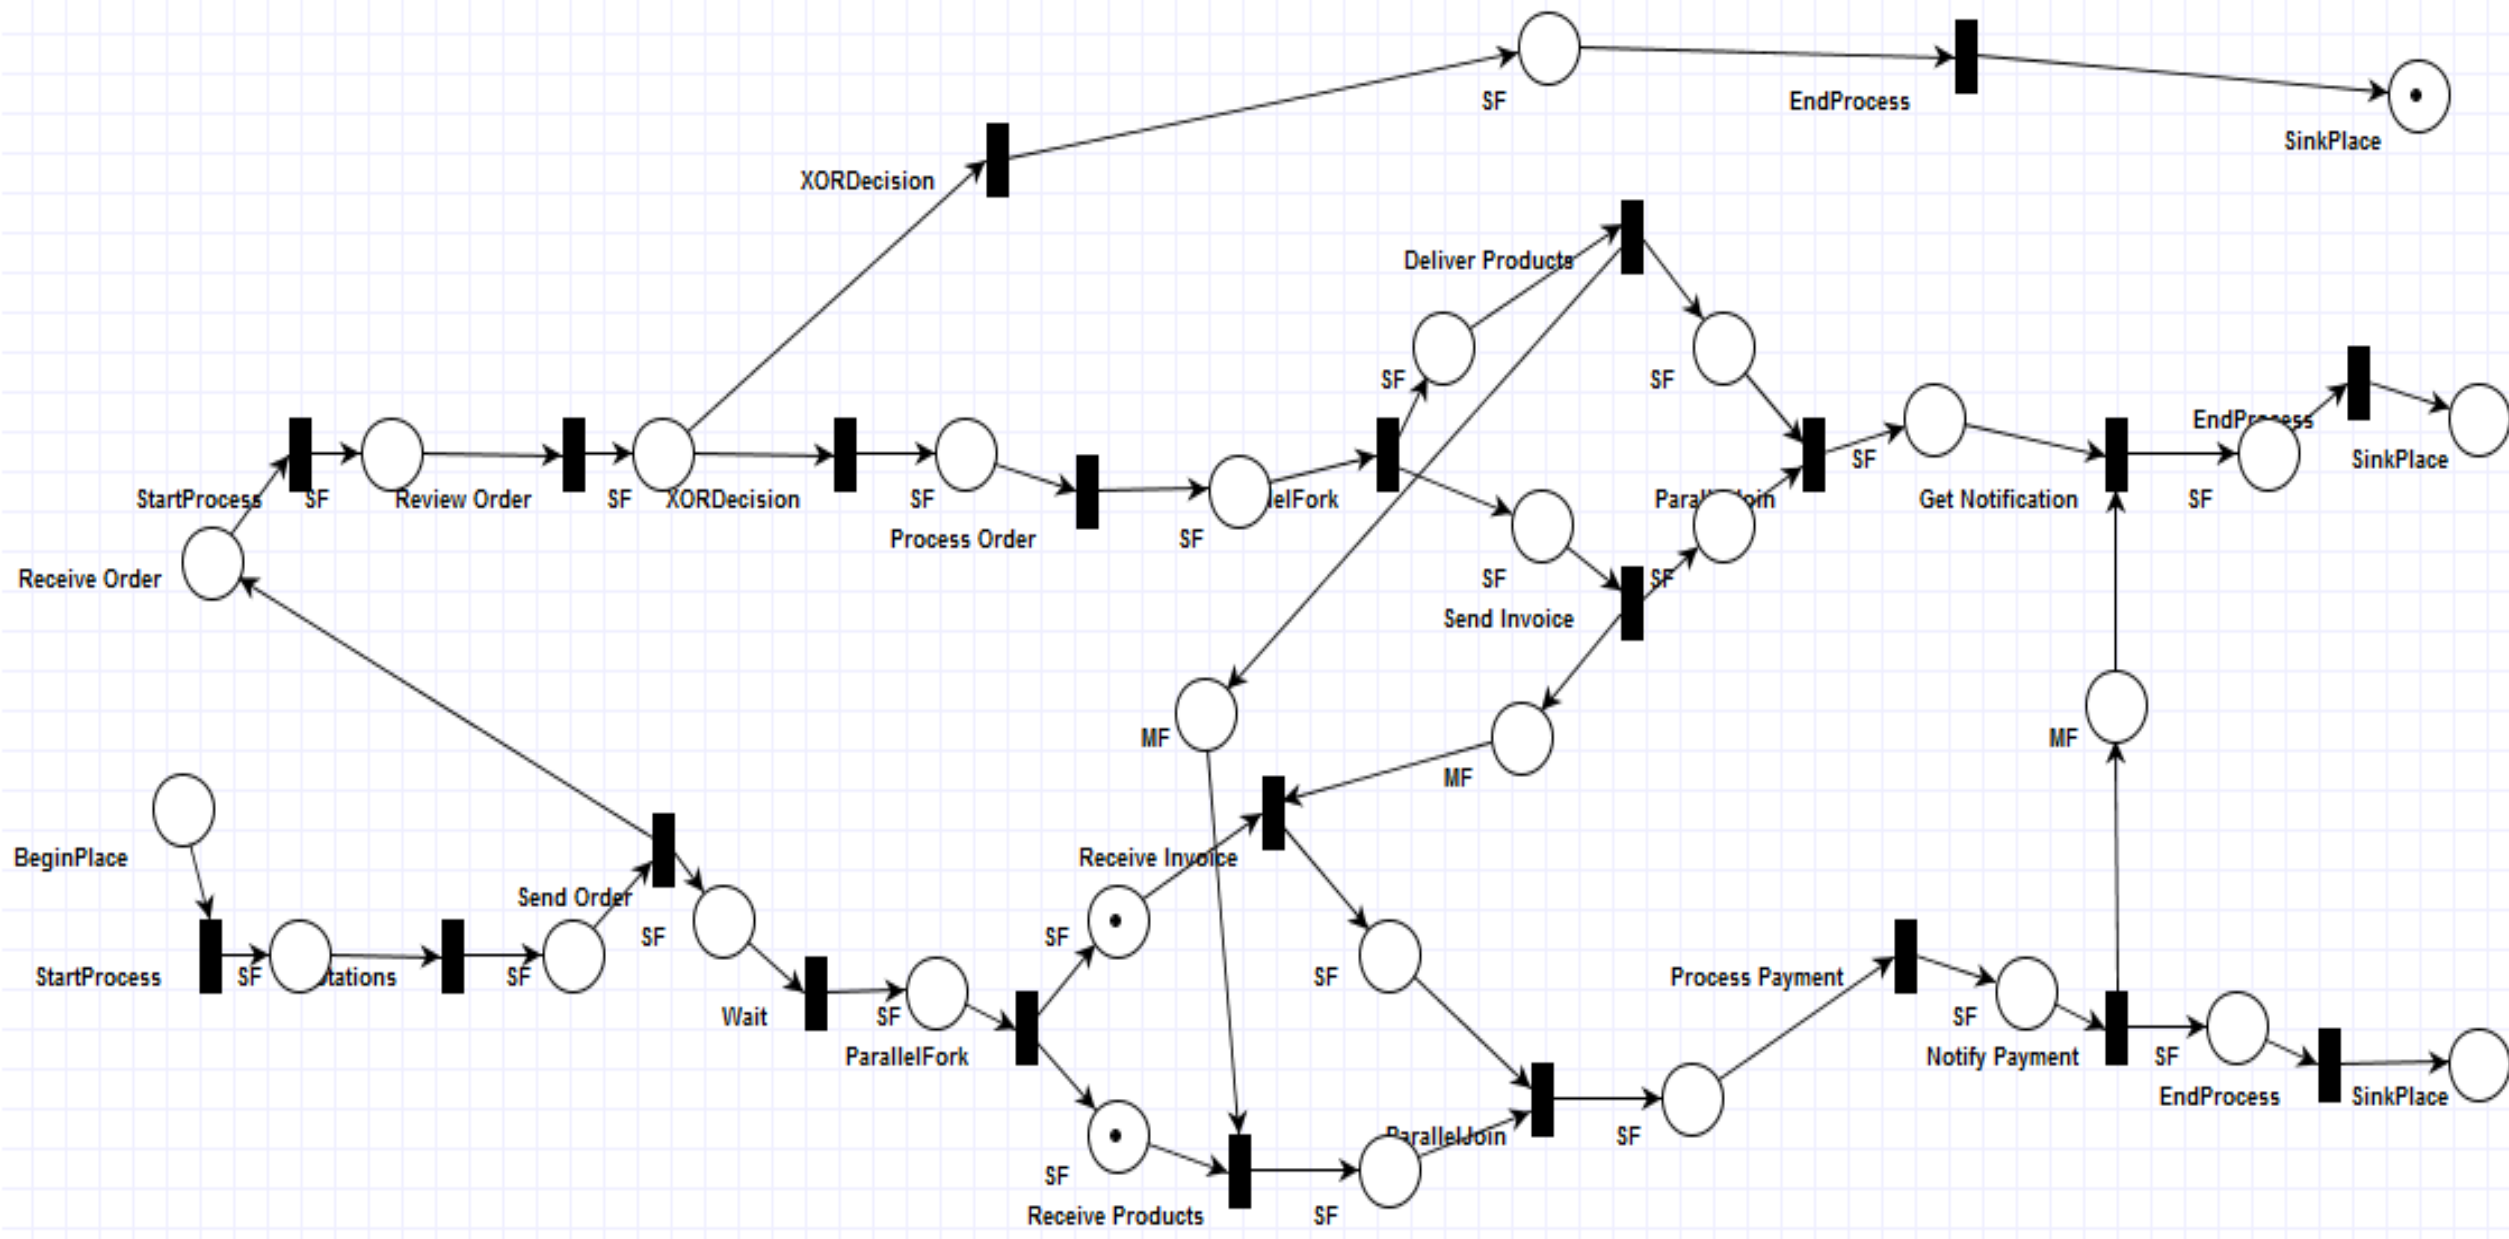 SF
EndProcess
SinkPlace
XORDecision
Deliver Products
SF
SF
EndProcess
StartProcess
SF
Review Order
SF
XORDecision
SF
SF
Get Notification
SF
SinkPlace
Process Order
SF
Receive Order
SF
SF
Send Invoice
MF
MF
MF
BeginPlace
Receive Invoice
Send Order
SF
SF
StartProcess
SF
SF
SF
Process Payment
Wait
SF
SF
ParallelFork
Notify Payment
SF
EndProcess
SinkPlace
ParallelJoin
SF
SF
Receive Products
SF